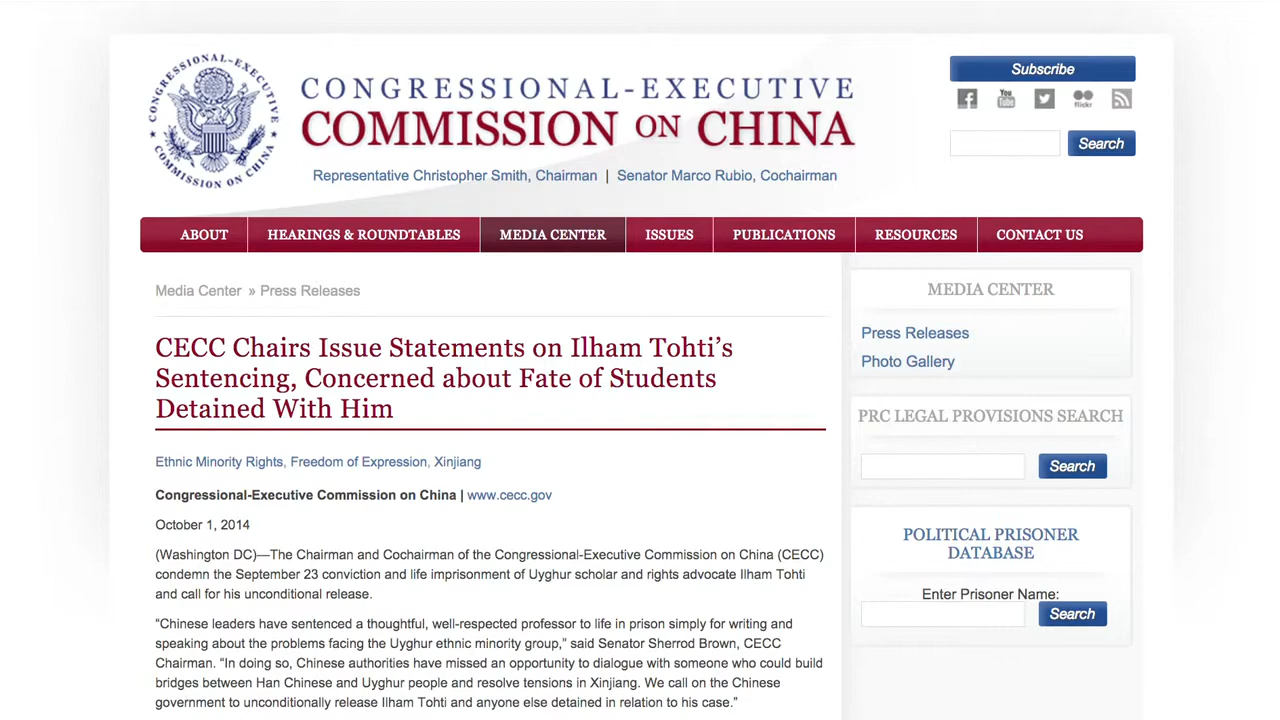 CONGRESSIONAL-EXECUTIVE
COMMISSION ON CHINA
CONGRESSIONAL-EXECUTIVE
COMMISSION ON CHINA
Representative Christopher Smith, Chairman | Senator Marco Rubio, Cochairman
Subscribe
You Tube
flickr
Search
ABOUT
HEARINGS & ROUNDTABLES
MEDIA CENTER
ISSUES
PUBLICATIONS
RESOURCES
CONTACT US
Media Center » Press Releases
CECC Chairs Issue Statements on Ilham Tohti’s
Sentencing, Concerned about Fate of Students
Detained With Him
Ethnic Minority Rights, Freedom of Expression, Xinjiang
Congressional-Executive Commission on China | www.cecc.gov
October 1, 2014
(Washington DC)—The Chairman and Cochairman of the Congressional-Executive Commission on China (CECC)
condemn the September 23 conviction and life imprisonment of Uyghur scholar and rights advocate Ilham Tohti
and call for his unconditional release.
“Chinese leaders have sentenced a thoughtful, well-respected professor to life in prison simply for writing and
speaking about the problems facing the Uyghur ethnic minority group,” said Senator Sherrod Brown, CECC
Chairman. “In doing so, Chinese authorities have missed an opportunity to dialogue with someone who could build
bridges between Han Chinese and Uyghur people and resolve tensions in Xinjiang. We call on the Chinese
government to unconditionally release Ilham Tohti and anyone else detained in relation to his case.”
MEDIA CENTER
Press Releases
Photo Gallery
PRC LEGAL PROVISIONS SEARCH
Search
POLITICAL PRISONER
DATABASE
Enter Prisoner Name:
Search